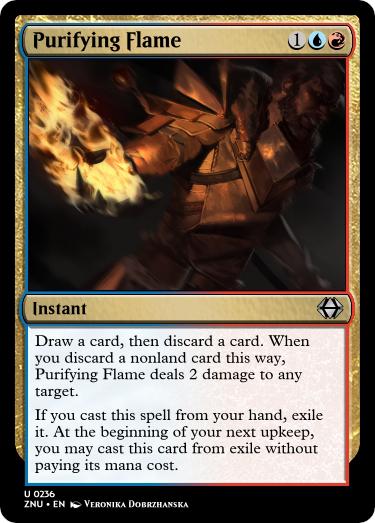 Purifying Flame 1
Instant
Draw a card, then discard a card. When
you discard a nonland card this way,
Purifying Flame deals 2 damage to any
target.
If you cast this spell from your hand, exile
it. At the beginning of your next upkeep,
you may cast this card from exile without
paying its mana cost.
U 0236
ZNU • EN Veronika Dobrzhanska